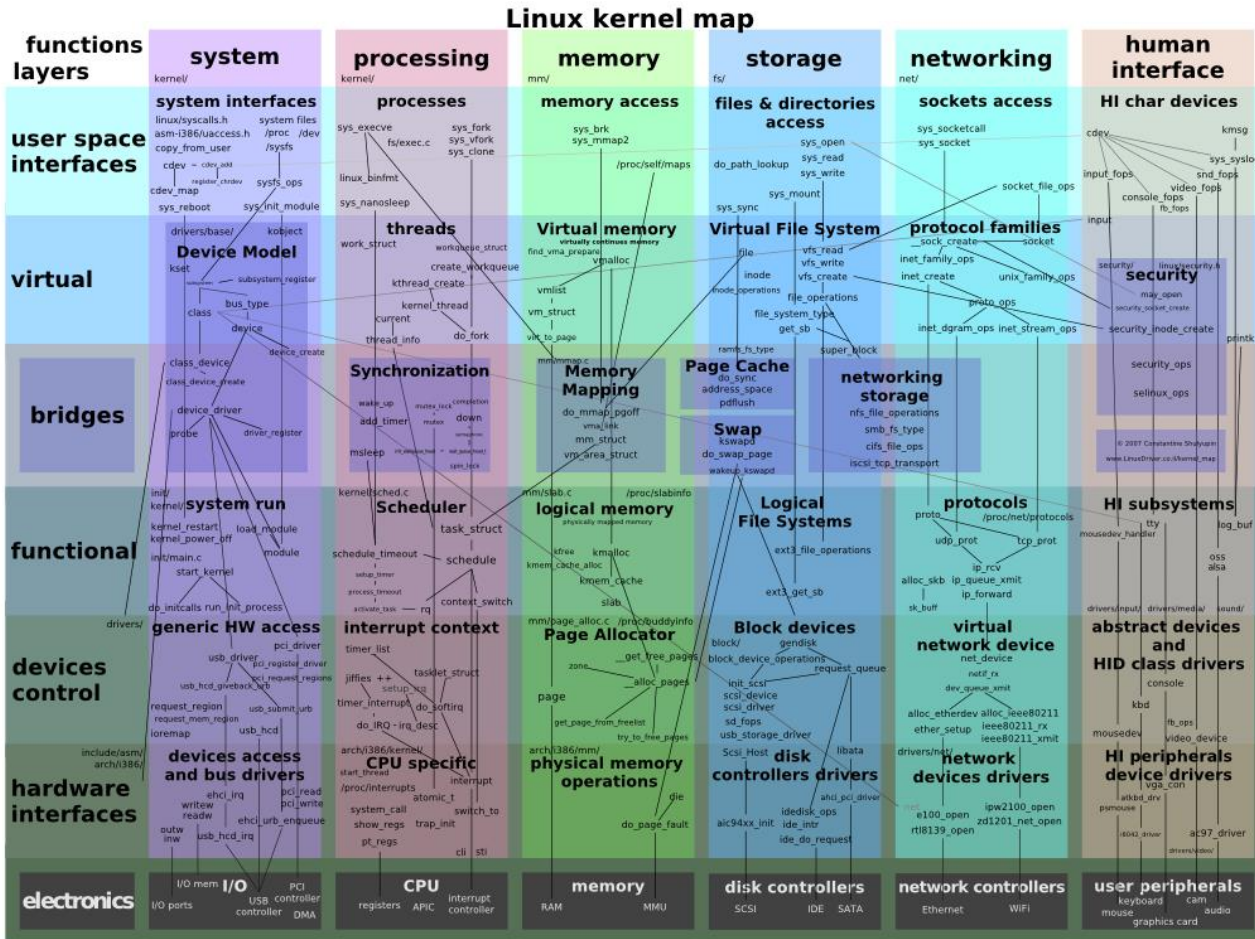 Linux kernel map
functions
layers
system
kernel/
processing
kernel/
memory
mm/
storage
fs/
networking
net/
human
interface
user space
interfaces
system interfaces
linux/syscalls.h
system files
asm-i386/uaccess.h
/proc
/dev
copy_from_user
/sysfs
cdev
cdev_add
register_chrdev
cdev_map
sysfs_ops
sys_reboot
sys_init_module
processes
sys_execve
sys_fork
fs/exec.c
sys_vfork
sys_clone
linux_binfmt
sys_nanosleep
memory access
sys_brk
sys_mmap2
/proc/self/maps
files & directories
access
sys_open
do_path_lookup
sys_read
sys_write
sys_mount
sys_sync
sockets access
sys_socketcall
sys_socket
socket_file_ops
HI char devices
cdev
kmsg
sys_syslo
input_fops
snd_fops
video_fops
console_fops
fb_fops
virtual
drivers/base/
kobject
Device Model
kset
subsystem_register
bus_type
class
device
device_create
threads
work_struct
workqueue_struct
create_workqueue
kthread_create
kernel_thread
current
do_fork
thread_info
Virtual memory
virtually continues memory
find_vma_prepare
vmalloc
vmlist
vm_struct
virt_to_page
Virtual File System
file
vfs_read
vfs_write
inode
vfs_create
inode_operations
file_operations
file_system_type
get_sb
ramfs_fs_type
super_block
protocol families
__sock_create
socket
inet_family_ops
inet_create
unix_family_ops
proto_ops
inet_dgram_ops
inet_stream_ops
input
security/
linux/security.h
security
may_open
security_socket_create
security_inode_create
printk
security_ops
selinux_ops
© 2007 Constantine Shulyupin
www.LinuxDriver.co.il/kernel_map
bridges
class_device
class_device_create
device_driver
probe
driver_register
Synchronization
wake_up
mutex_lock
completion
add_timer
mutex
down
msleep
spin_lock
mm/mmap.c
Memory
Mapping
do_mmap_pgoff
vma_link
mm_struct
vm_area_struct
Page Cache
do_sync
address_space
pdflush
Swap
kswapd
do_swap_page
wakeup_kswapd
networking
storage
nfs_file_operations
smb_fs_type
cifs_file_ops
iscsi_tcp_transport
functional
init/
kernel/
system run
kernel_restart
kernel_power_off
load_module
module
init/main.c
start_kernel
do_initcalls
run_init_process
kernel/sched.c
Scheduler
task_struct
schedule_timeout
schedule
setup_timer
process_timeout
activate_task
rq
context_switch
mm/slab.c
/proc/slabinfo
logical memory
physically mapped memory
kfree
kmalloc
kmem_cache_alloc
kmem_cache
slab
Logical
File Systems
ext3_file_operations
ext3_get_sb
protocols
proto
/proc/net/protocols
udp_prot
tcp_prot
ip_rcv
alloc_skb
ip_queue_xmit
ip_forward
sk_buff
HI subsystems
tty
log_buf
mousedev_handler
oss
alsa
devices
control
drivers/
generic HW access
pci_driver
usb_driver
pci_register_driver
pci_request_regions
usb_hcd_giveback_urb
request_region
usb_submit_urb
request_mem_region
ioremap
usb_hcd
interrupt context
timer_list
jiffies ++
tasklet_struct
setup_irq
timer_interrupt
do_softirq
do_IRQ - irq_desc
mm/page_alloc.c
/proc/buddyinfo
Page Allocator
__get_free_pages
zone
__alloc_pages
page
get_page_from_freelist
try_to_free_pages
Block devices
block/
gendisk
block_device_operations
request_queue
init_scsi
scsi_device
scsi_driver
sd_fops
usb_storage_driver
virtual
network device
net_device
netif_rx
dev_queue_xmit
alloc_etherdev
alloc_ieee80211
ether_setup
ieee80211_rx
ieee80211_xmit
drivers/input/
drivers/media/
sound/
abstract devices
and
HID class drivers
console
kbd
fb_ops
mousedev
video_device
hardware
interfaces
include/asm/
arch/i386/
devices access
and bus drivers
ehci_irq
pci_read
pci_write
writew
readw
ehci_urb_enqueue
outw
inw
usb_hcd_irq
arch/i386/kernel/
CPU specific
start_thread
/proc/interrupts
interrupt
atomic_t
system_call
switch_to
show_regs
trap_init
pt_regs
cli
sti
arch/i386/mm/
physical memory
operations
die
do_page_fault
Scsi_Host
libata
disk
controllers drivers
ahci_pci_driver
idedisk_ops
aic94xx_init
ide_intr
ide_do_request
drivers/net/
network
devices drivers
net
ipw2100_open
e100_open
zd1201_net_open
rtl8139_open
HI peripherals
device drivers
vga_con
atkbd_drv
psmouse
i8042_driver
ac97_driver
drivers/video/
electronics
I/O
I/O mem
I/O ports
USB
controller
PCI
controller
DMA
CPU
registers
APIC
interrupt
controller
memory
RAM
MMU
disk controllers
SCSI
IDE
SATA
network controllers
Ethernet
WiFi
user peripherals
keyboard
cam
mouse
audio
graphics card